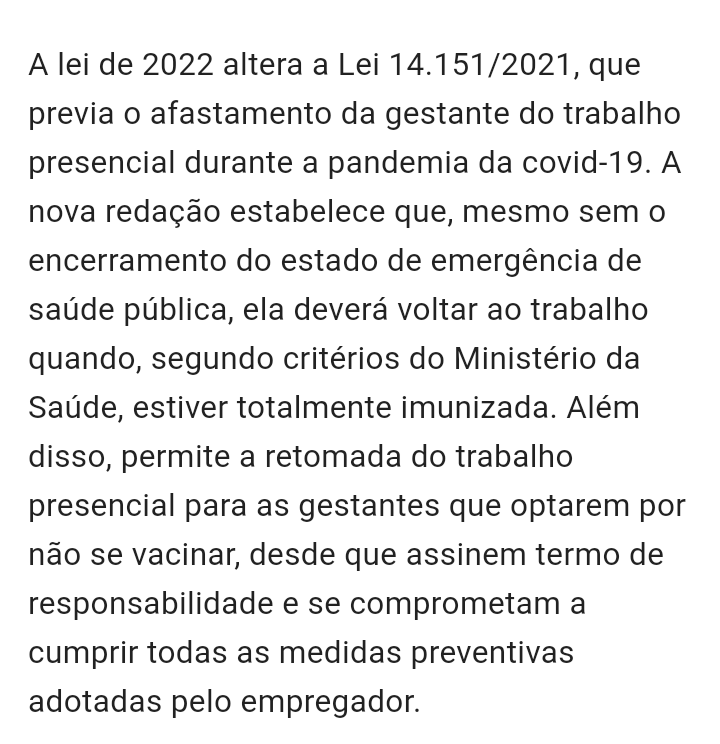 A lei de 2022 altera a Lei 14.151/2021, que
previa o afastamento da gestante do trabalho
presencial durante a pandemia da covid-19. A
nova redação estabelece que, mesmo sem o
encerramento do estado de emergência de
saúde pública, ela deverá voltar ao trabalho
quando, segundo critérios do Ministério da
Saúde, estiver totalmente imunizada. Além
disso, permite a retomada do trabalho
presencial para as gestantes que optarem por
não se vacinar, desde que assinem termo de
responsabilidade e se comprometam a
cumprir todas as medidas preventivas
adotadas pelo empregador.